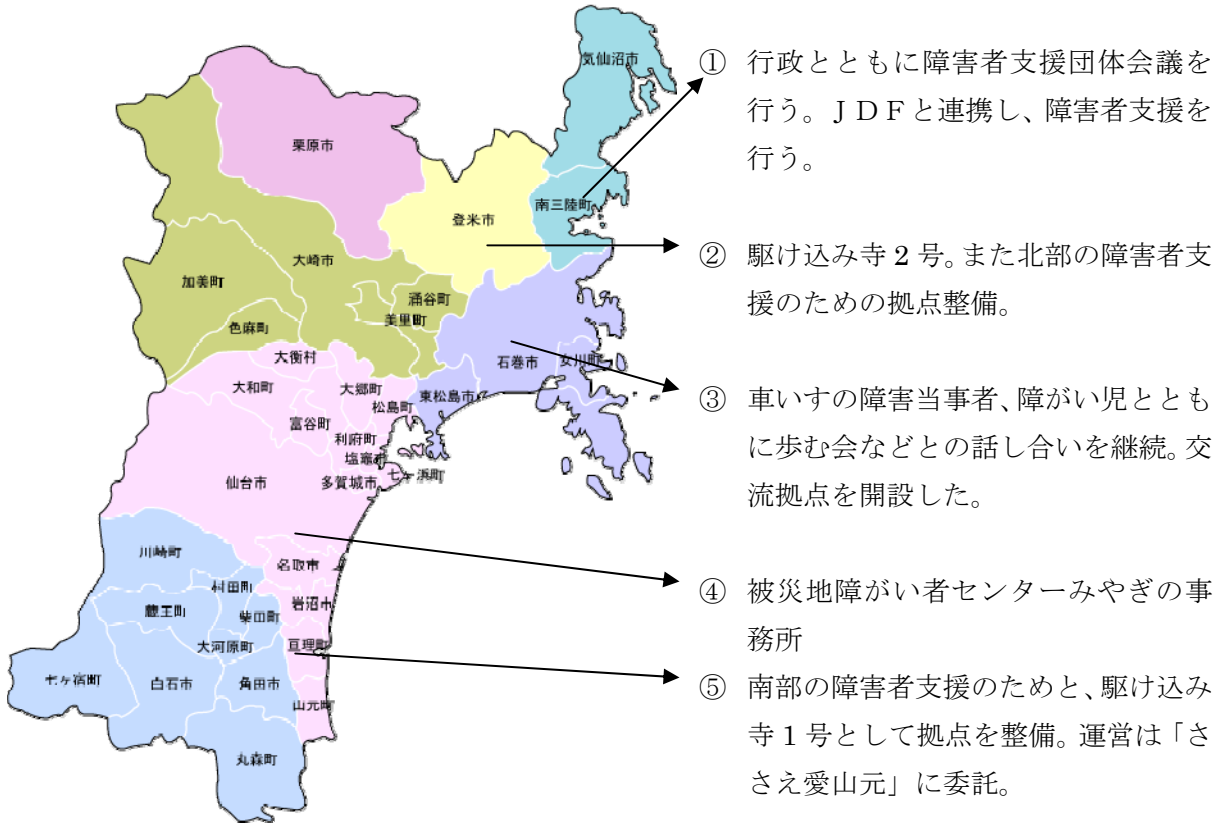 気仙沼市
栗原市
南三陸町
登米市
大崎市
加美町
涌谷町
美里町
色麻町
大衡村
石巻市
女川町
大和町
大郷町
東松島市
松島町
富谷町
利府町
塩竈市
七ヶ浜町
仙台市
多賀城市
川崎町
名取市
村田町
岩沼市
蔵王町
柴田町
大河原町
亘理町
七ヶ宿町
白石市
角田市
山元町
丸森町
① 行政とともに障害者支援団体会議を
行う。ＪＤＦと連携し、障害者支援を
行う。
② 駆け込み寺 2 号。また北部の障害者支
援のための拠点整備。
③ 車いすの障害当事者、障がい児ととも
に歩む会などとの話し合いを継続。交
流拠点を開設した。
④ 被災地障がい者センターみやぎの事
務所
⑤ 南部の障害者支援のためと、駆け込み
寺 1 号として拠点を整備。運営は「さ
さえ愛山元」に委託。